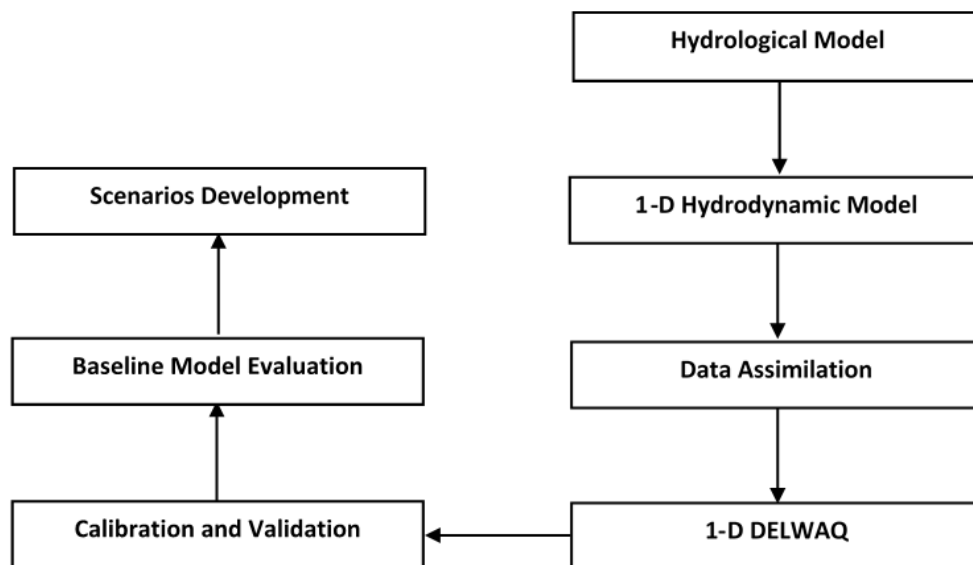 Hydrological Model
1-D Hydrodynamic Model
Data Assimilation
1-D DELWAQ
Calibration and Validation
Baseline Model Evaluation
Scenarios Development